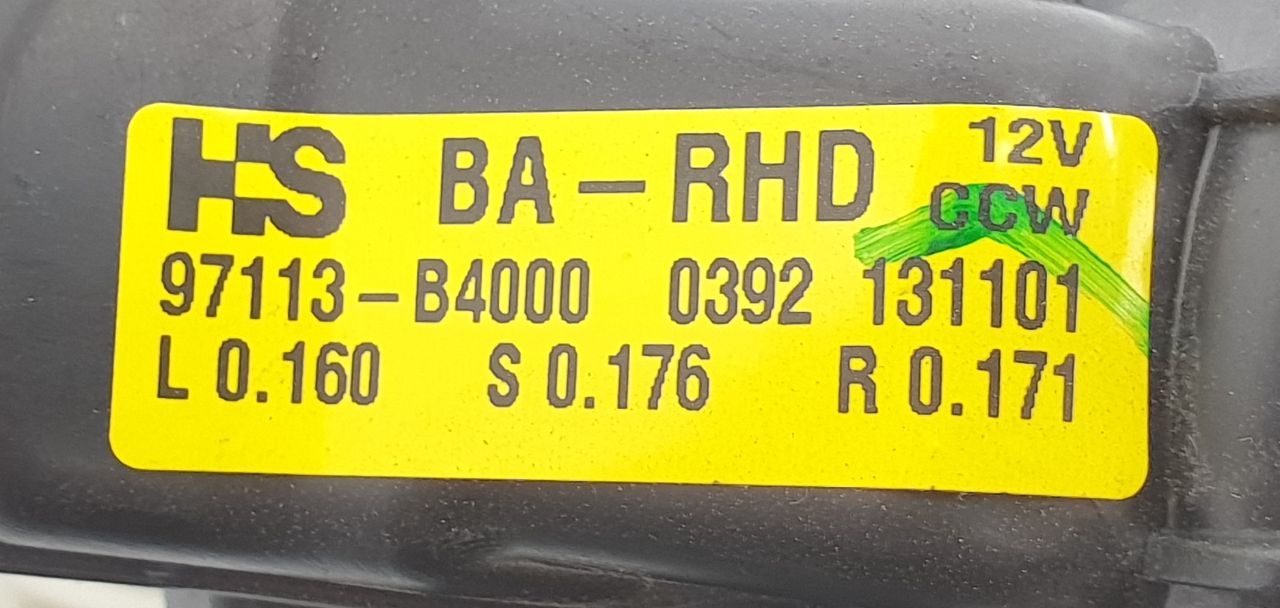 HS BA-RHD 12V
CCW
97113-B4000 0392 131101
L 0.160 S 0.176 R 0.171